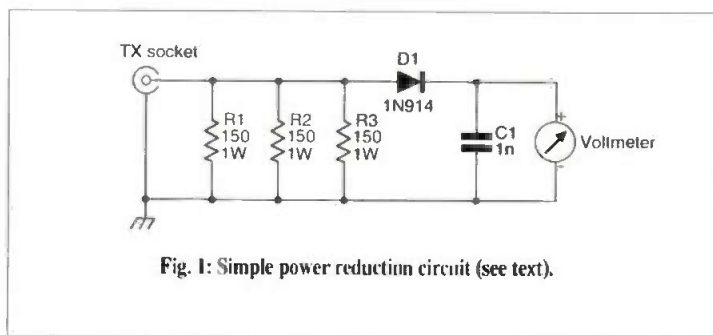 TX socket
D1
1N914
R1
150
1W
R2
150
1W
R3
150
1W
C1
1n
+
Voltmeter
-
Fig. 1: Simple power reduction circuit (see text).